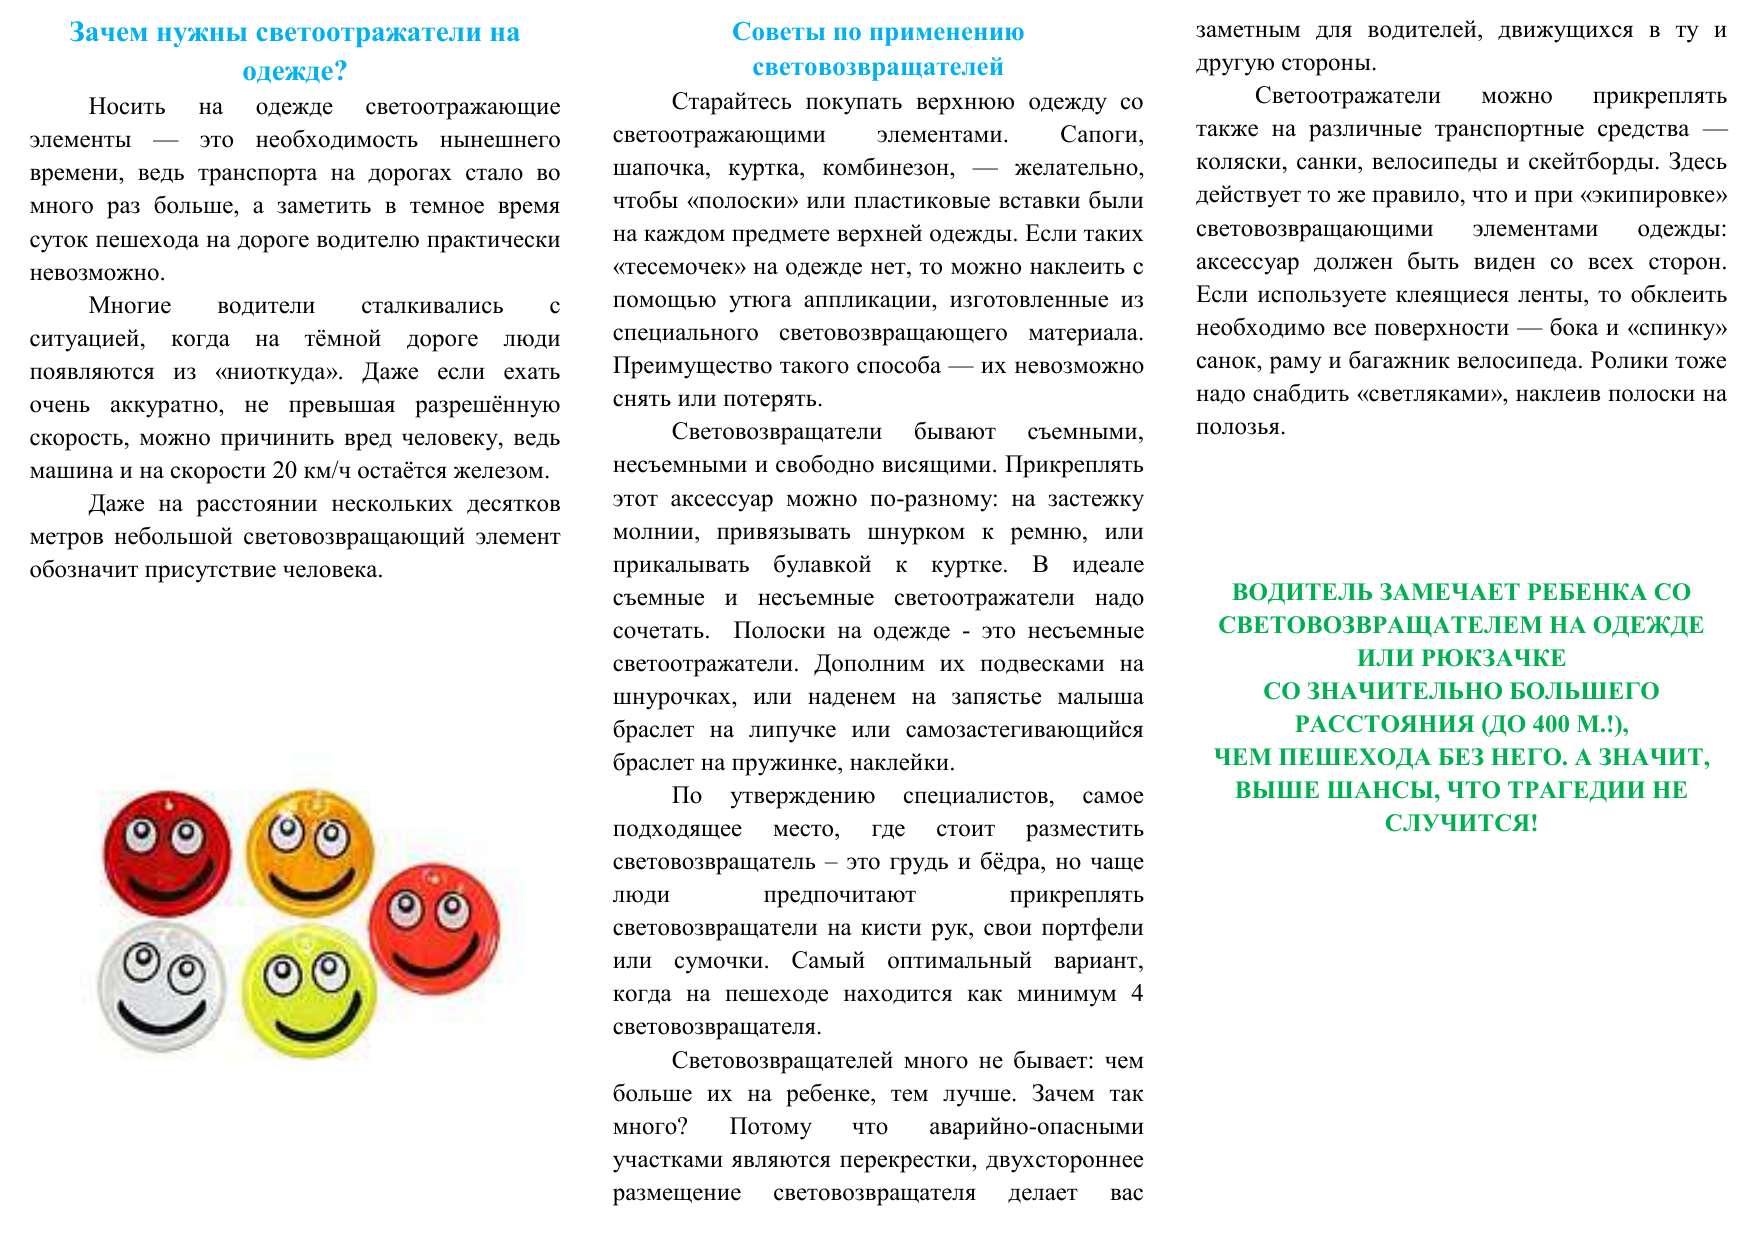 Зачем нужны светоотражатели на
одежде?
Носить на одежде светоотражающие
элементы — это необходимость нынешнего
времени, ведь транспорта на дорогах стало во
много раз больше, а заметить в темное время
суток пешехода на дороге водителю практически
невозможно.
Многие водители сталкивались с
ситуацией, когда на тёмной дороге люди
появляются из «ниоткуда». Даже если ехать
очень аккуратно, не превышая разрешённую
скорость, можно причинить вред человеку, ведь
машина и на скорости 20 км/ч остаётся железом.
Даже на расстоянии нескольких десятков
метров небольшой световозвращающий элемент
обозначит присутствие человека.
Советы по применению
световозвращателей
Старайтесь покупать верхнюю одежду со
светоотражающими элементами. Сапоги,
шапочка, куртка, комбинезон, — желательно,
чтобы «полоски» или пластиковые вставки были
на каждом предмете верхней одежды. Если таких
«тесемочек» на одежде нет, то можно наклеить с
помощью утюга аппликации, изготовленные из
специального световозвращающего материала.
Преимущество такого способа — их невозможно
снять или потерять.
Световозвращатели бывают съемными,
несъемными и свободно висящими. Прикреплять
этот аксессуар можно по-разному: на застежку
молнии, привязывать шнурком к ремню, или
прикалывать булавкой к куртке. В идеале
съемные и несъемные светоотражатели надо
сочетать. Полоски на одежде - это несъемные
светоотражатели. Дополним их подвесками на
шнурочках, или наденем на запястье малыша
браслет на липучке или самозастегивающийся
браслет на пружинке, наклейки.
По утверждению специалистов, самое
подходящее место, где стоит разместить
световозвращатель – это грудь и бёдра, но чаще
люди предпочитают прикреплять
световозвращатели на кисти рук, свои портфели
или сумочки. Самый оптимальный вариант,
когда на пешеходе находится как минимум 4
световозвращателя.
Световозвращателей много не бывает: чем
больше их на ребенке, тем лучше. Зачем так
много? Потому что аварийно-опасными
участками являются перекрестки, двухстороннее
размещение световозвращателя делает вас
заметным для водителей, движущихся в ту и
другую стороны.
Светоотражатели можно прикреплять
также на различные транспортные средства —
коляски, санки, велосипеды и скейтборды. Здесь
действует то же правило, что и при «экипировке»
световозвращающими элементами одежды:
аксессуар должен быть виден со всех сторон.
Если используете клеящиеся ленты, то обклеить
необходимо все поверхности — бока и «спинку»
санок, раму и багажник велосипеда. Ролики тоже
надо снабдить «светляками», наклеив полоски на
полозья.
ВОДИТЕЛЬ ЗАМЕЧАЕТ РЕБЕНКА СО
СВЕТОВОЗВРАЩАТЕЛЕМ НА ОДЕЖДЕ
ИЛИ РЮКЗАЧКЕ
СО ЗНАЧИТЕЛЬНО БОЛЬШЕГО
РАССТОЯНИЯ (ДО 400 М.!),
ЧЕМ ПЕШЕХОДА БЕЗ НЕГО. А ЗНАЧИТ,
ВЫШЕ ШАНСЫ, ЧТО ТРАГЕДИИ НЕ
СЛУЧИТСЯ!